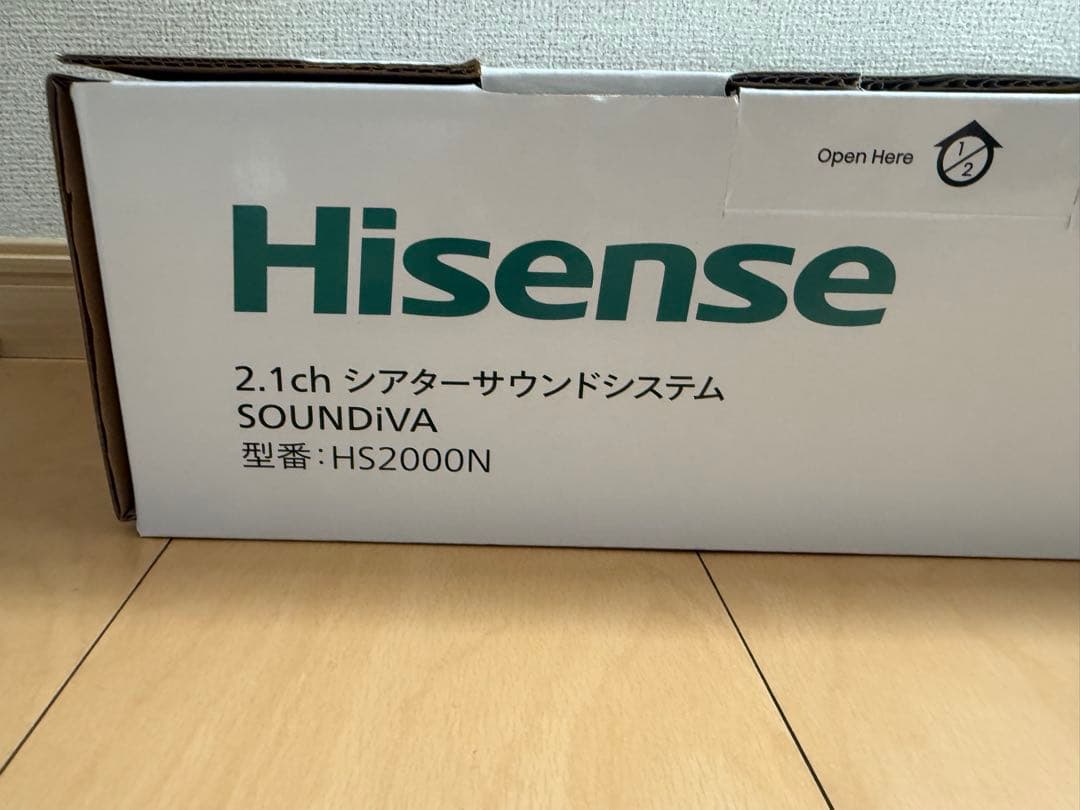 Open Here
1/2
Hisense
2.1ch シアターサウンドシステム
SOUNDiVA
型番:HS2000N